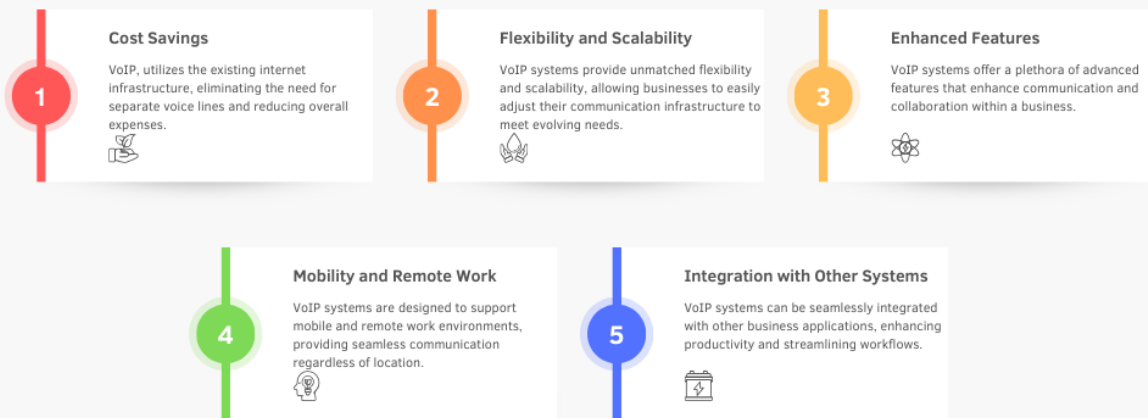 1
Cost Savings
VoIP, utilizes the existing internet
infrastructure, eliminating the need for
separate voice lines and reducing overall
expenses.
2
Flexibility and Scalability
VoIP systems provide unmatched flexibility
and scalability, allowing businesses to easily
adjust their communication infrastructure to
meet evolving needs.
3
Enhanced Features
VoIP systems offer a plethora of advanced
features that enhance communication and
collaboration within a business.
4
Mobility and Remote Work
VoIP systems are designed to support
mobile and remote work environments,
providing seamless communication
regardless of location.
5
Integration with Other Systems
VoIP systems can be seamlessly integrated
with other business applications, enhancing
productivity and streamlining workflows.